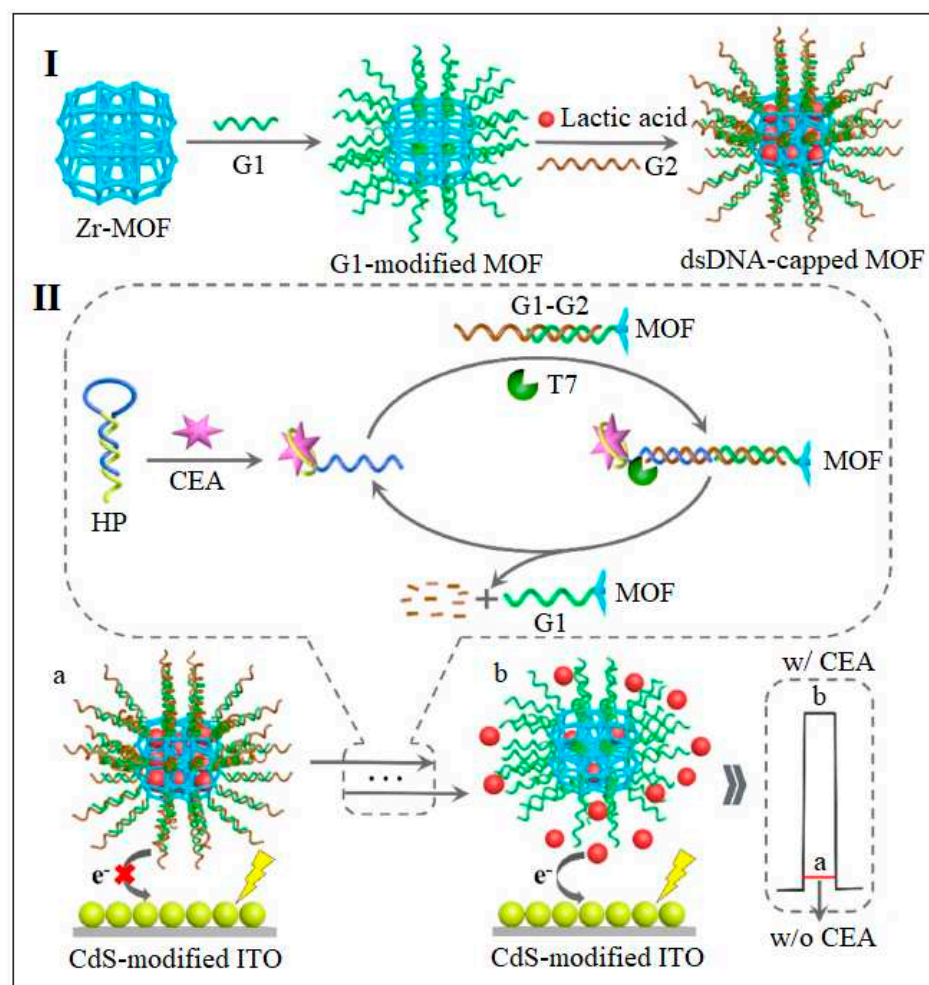 I
Zr-MOF
G1
G1-modified MOF
Lactic acid
G2
dsDNA-capped MOF
II
HP
CEA
G1-G2
MOF
T7
MOF
+
G1
MOF
a
e-
CdS-modified ITO
...
b
e-
CdS-modified ITO
w/ CEA
b
a
w/o CEA